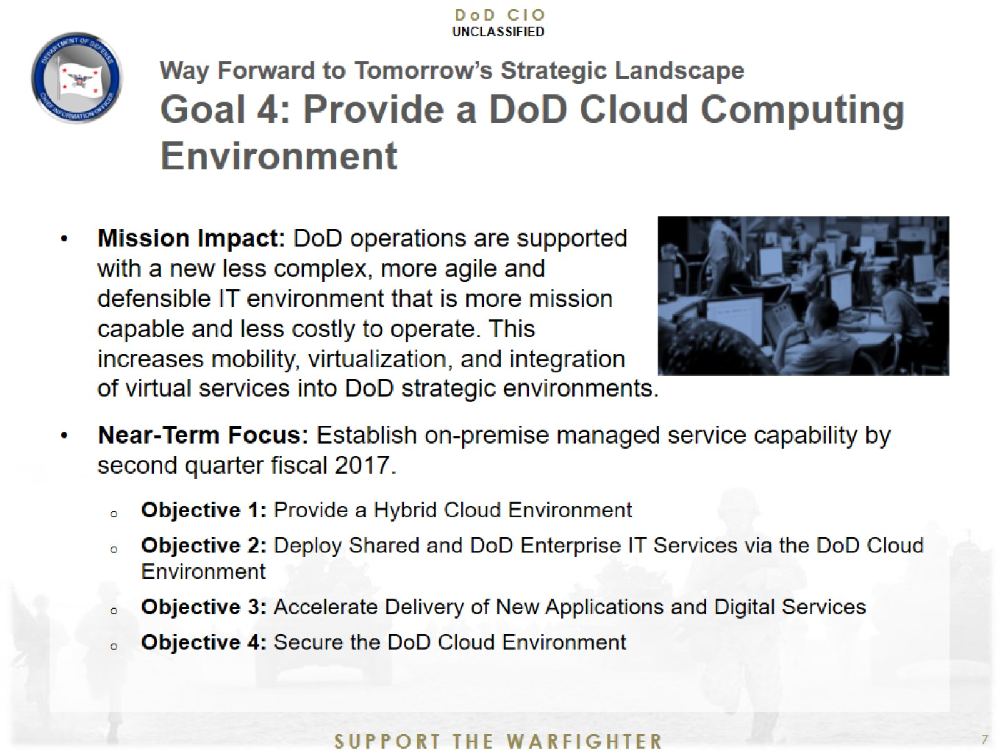 DoD CIO
UNCLASSIFIED
DEPARTMENT OF DEFENSE
CHIEF INFORMATION OFFICER
Way Forward to Tomorrow's Strategic Landscape
Goal 4: Provide a DoD Cloud Computing
Environment
• Mission Impact: DoD operations are supported
with a new less complex, more agile and
defensible IT environment that is more mission
capable and less costly to operate. This
increases mobility, virtualization, and integration
of virtual services into DoD strategic environments.
• Near-Term Focus: Establish on-premise managed service capability by
second quarter fiscal 2017.
o Objective 1: Provide a Hybrid Cloud Environment
o Objective 2: Deploy Shared and DoD Enterprise IT Services via the DoD Cloud
Environment
o Objective 3: Accelerate Delivery of New Applications and Digital Services
o Objective 4: Secure the DoD Cloud Environment
SUPPORT THE WARFIGHTER
7